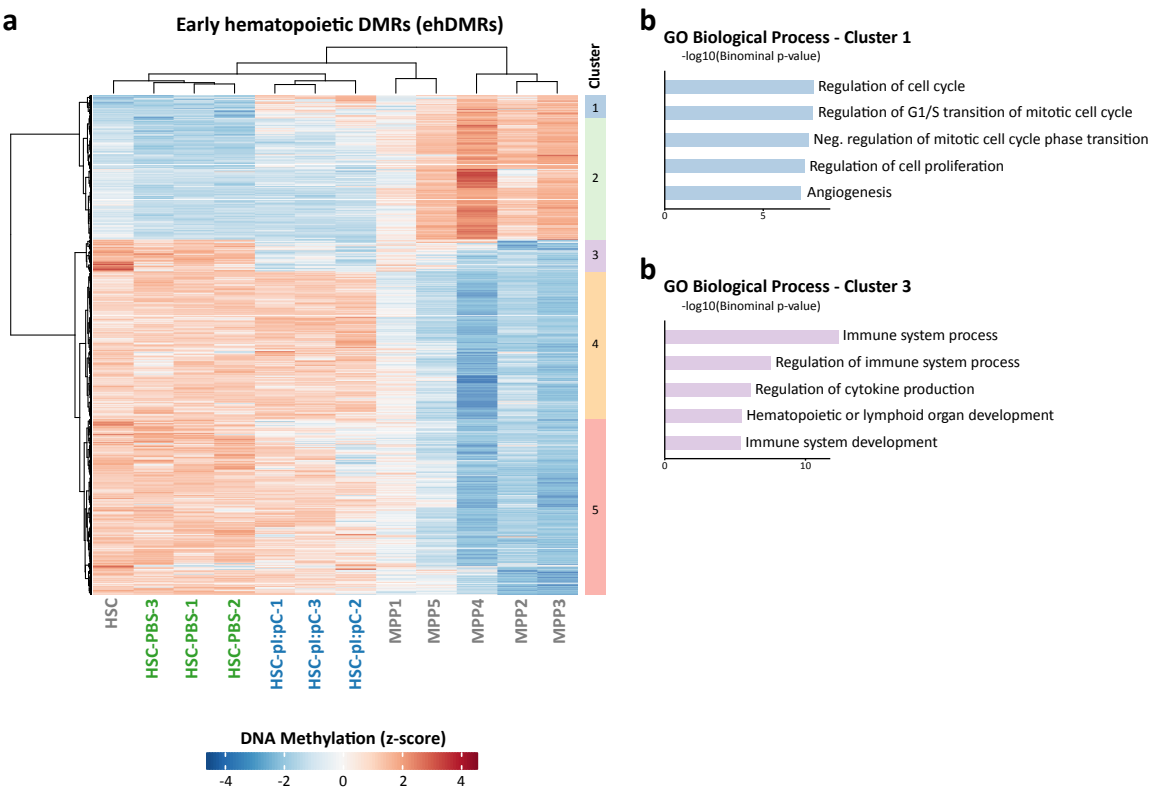 a
Early hematopoietic DMRs (ehDMRs)
Cluster
1
2
3
4
5
HSC
HSC-PBS-3
HSC-PBS-1
HSC-PBS-2
HSC-pI:pC-1
HSC-pI:pC-3
HSC-pI:pC-2
MPP1
MPP5
MPP4
MPP2
MPP3
DNA Methylation (z-score)
-4 -2 0 2 4
b
GO Biological Process - Cluster 1
-log10(Binominal p-value)
Regulation of cell cycle
Regulation of G1/S transition of mitotic cell cycle
Neg. regulation of mitotic cell cycle phase transition
Regulation of cell proliferation
Angiogenesis
0 5
b
GO Biological Process - Cluster 3
-log10(Binominal p-value)
Immune system process
Regulation of immune system process
Regulation of cytokine production
Hematopoietic or lymphoid organ development
Immune system development
0 10